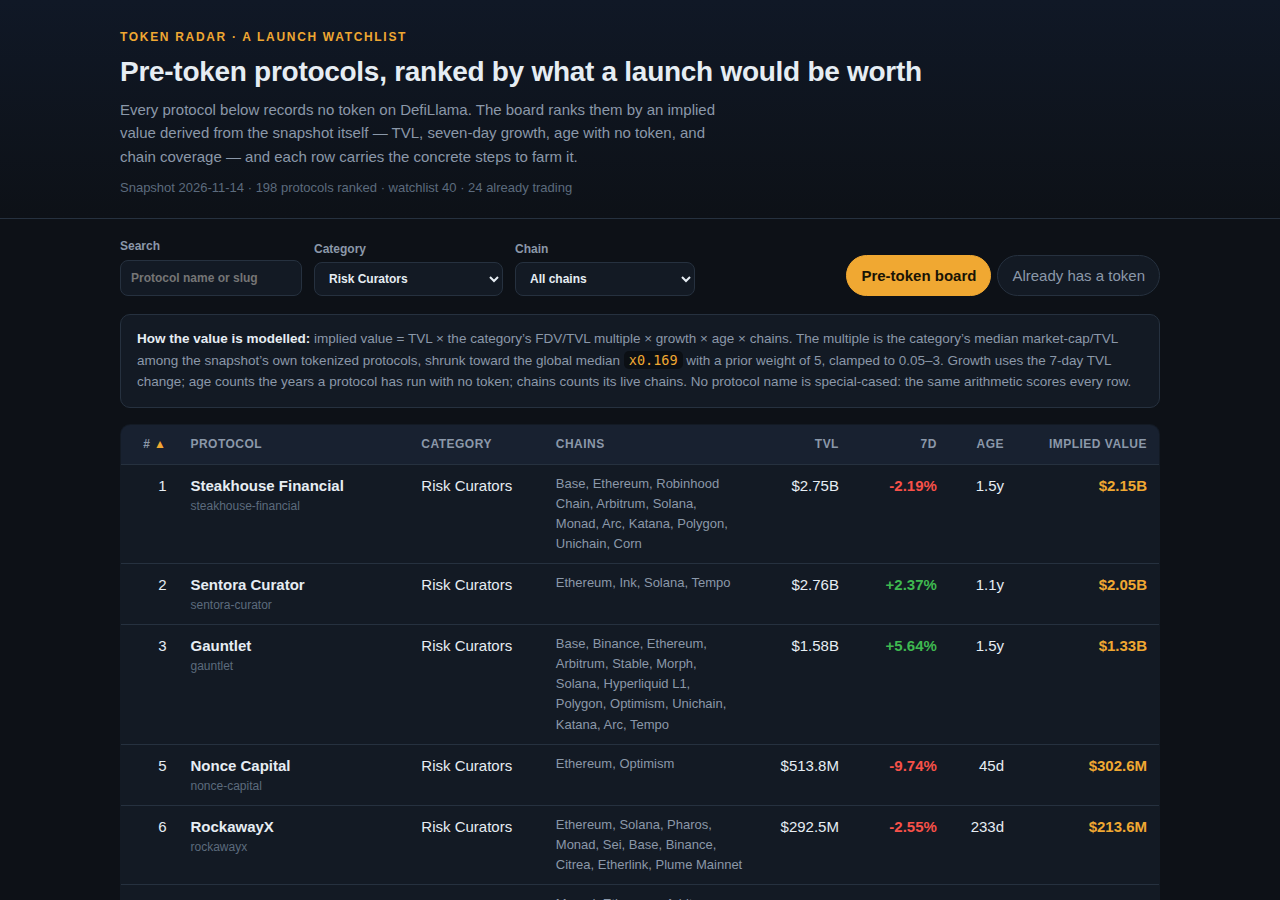 TOKEN RADAR · A LAUNCH WATCHLIST
Pre-token protocols, ranked by what a launch would be worth
Every protocol below records no token on DefiLlama. The board ranks them by an implied
value derived from the snapshot itself — TVL, seven-day growth, age with no token, and
chain coverage — and each row carries the concrete steps to farm it.
Snapshot 2026-11-14 · 198 protocols ranked · watchlist 40 · 24 already trading
Search
Category
Chain
Protocol name or slug
Risk Curators
All chains
Pre-token board
Already has a token
How the value is modelled: implied value = TVL × the category's FDV/TVL multiple × growth × age × chains. The multiple is the category's median market-cap/TVL
among the snapshot's own tokenized protocols, shrunk toward the global median x0.169 with a prior weight of 5, clamped to 0.05–3. Growth uses the 7-day TVL
change; age counts the years a protocol has run with no token; chains counts its live chains. No protocol name is special-cased: the same arithmetic scores every row.
# ▲ PROTOCOL CATEGORY CHAINS TVL 7D AGE IMPLIED VALUE
1 Steakhouse Financial Risk Curators Base, Ethereum, Robinhood $2.75B -2.19% 1.5y $2.15B
steakhouse-financial Chain, Arbitrum, Solana,
Monad, Arc, Katana, Polygon,
Unichain, Corn
2 Sentora Curator Risk Curators Ethereum, Ink, Solana, Tempo $2.76B +2.37% 1.1y $2.05B
sentora-curator
3 Gauntlet Risk Curators Base, Binance, Ethereum, $1.58B +5.64% 1.5y $1.33B
gauntlet Arbitrum, Stable, Morph,
Solana, Hyperliquid L1,
Polygon, Optimism, Unichain,
Katana, Arc, Tempo
5 Nonce Capital Risk Curators Ethereum, Optimism $513.8M -9.74% 45d $302.6M
nonce-capital
6 RockawayX Risk Curators Ethereum, Solana, Pharos, $292.5M -2.55% 233d $213.6M
rockawayx Monad, Sei, Base, Binance,
Citrea, Etherlink, Plume Mainnet